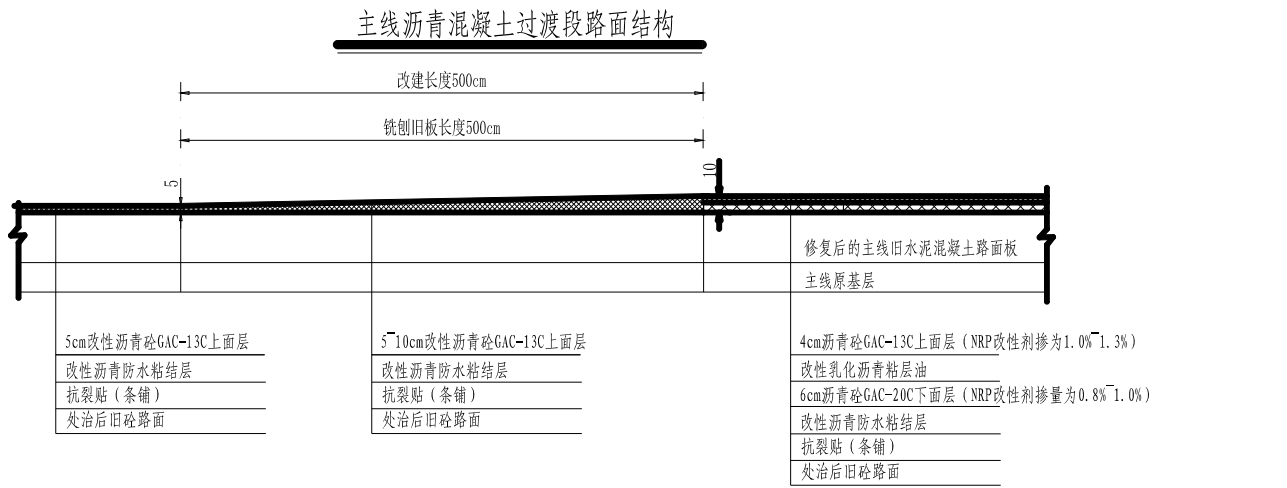 主线沥青混凝土过渡段路面结构
改建长度500cm
铣刨旧板长度500cm
5
10
修复后的主线旧水泥混凝土路面板
主线原基层
5cm改性沥青砼GAC-13C上面层
改性沥青防水粘结层
抗裂贴（条铺）
处治后旧砼路面
5~10cm改性沥青砼GAC-13C上面层
改性沥青防水粘结层
抗裂贴（条铺）
处治后旧砼路面
4cm沥青砼GAC-13C上面层（NRP改性剂掺为1.0%~1.3%）
改性乳化沥青粘层油
6cm沥青砼GAC-20C下面层（NRP改性剂掺量为0.8%~1.0%）
改性沥青防水粘结层
抗裂贴（条铺）
处治后旧砼路面